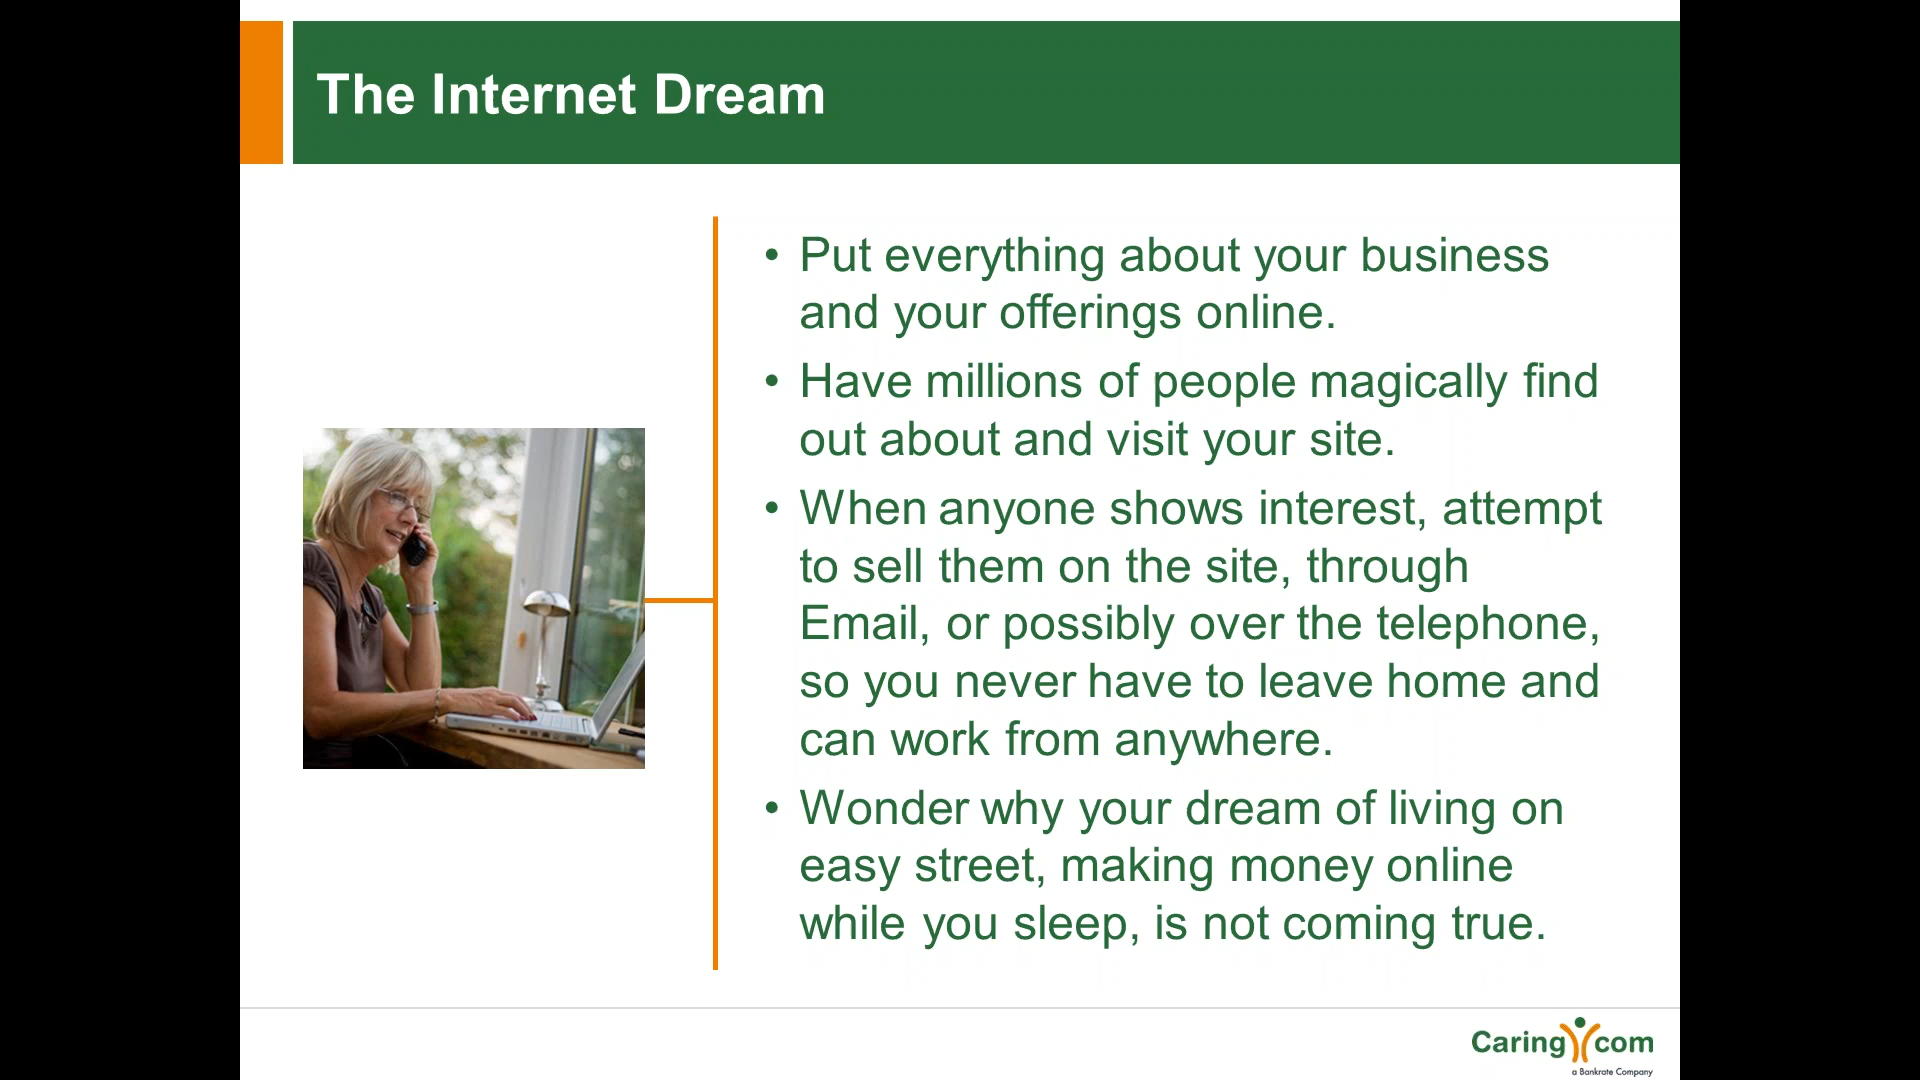 The Internet Dream
• Put everything about your business
and your offerings online.
• Have millions of people magically find
out about and visit your site.
• When anyone shows interest, attempt
to sell them on the site, through
Email, or possibly over the telephone,
so you never have to leave home and
can work from anywhere.
• Wonder why your dream of living on
easy street, making money online
while you sleep, is not coming true.
Caring com
a Bankrate Company